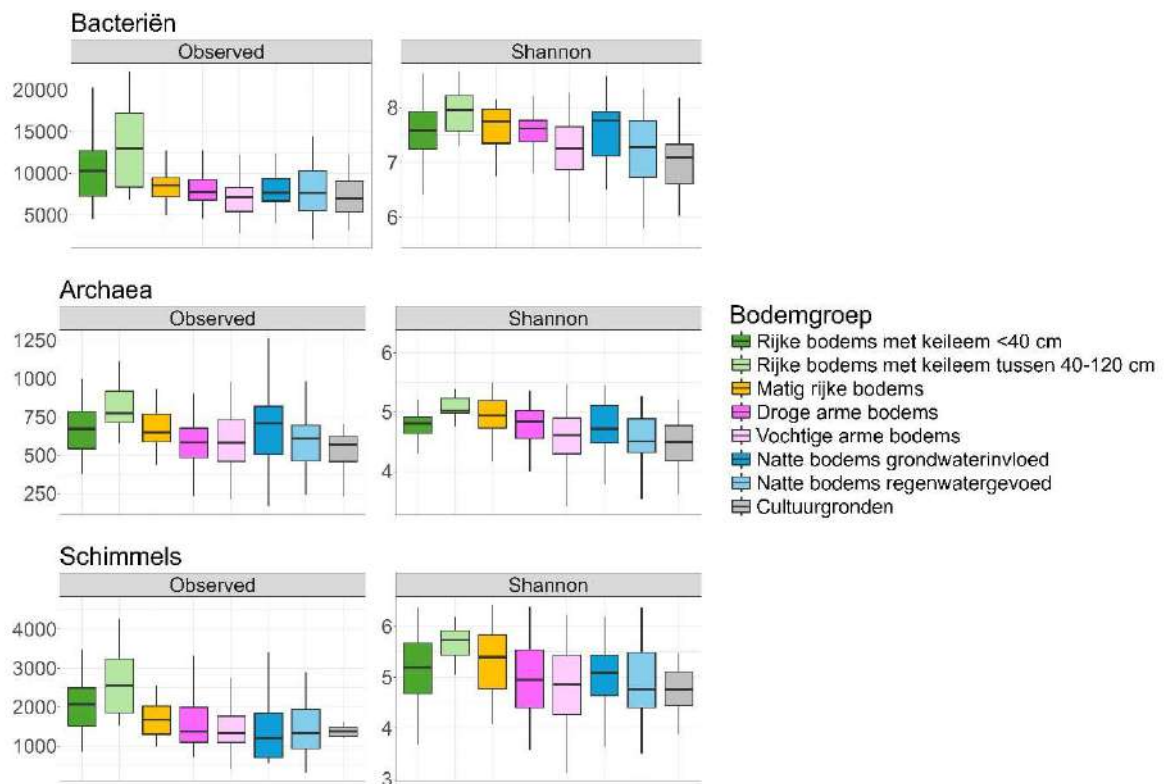 Bacteriën
Observed
Shannon
20000
15000
10000
5000
8
7
6
Archaea
Observed
Shannon
1250
1000
750
500
250
6
5
4
Bodemgroep
Rijke bodems met keileem <40 cm
Rijke bodems met keileem tussen 40-120 cm
Matig rijke bodems
Droge arme bodems
Vochtige arme bodems
Natte bodems grondwaterinvloed
Natte bodems regenwatergevoed
Cultuurgronden
Schimmels
Observed
Shannon
4000
3000
2000
1000
6
5
4
3